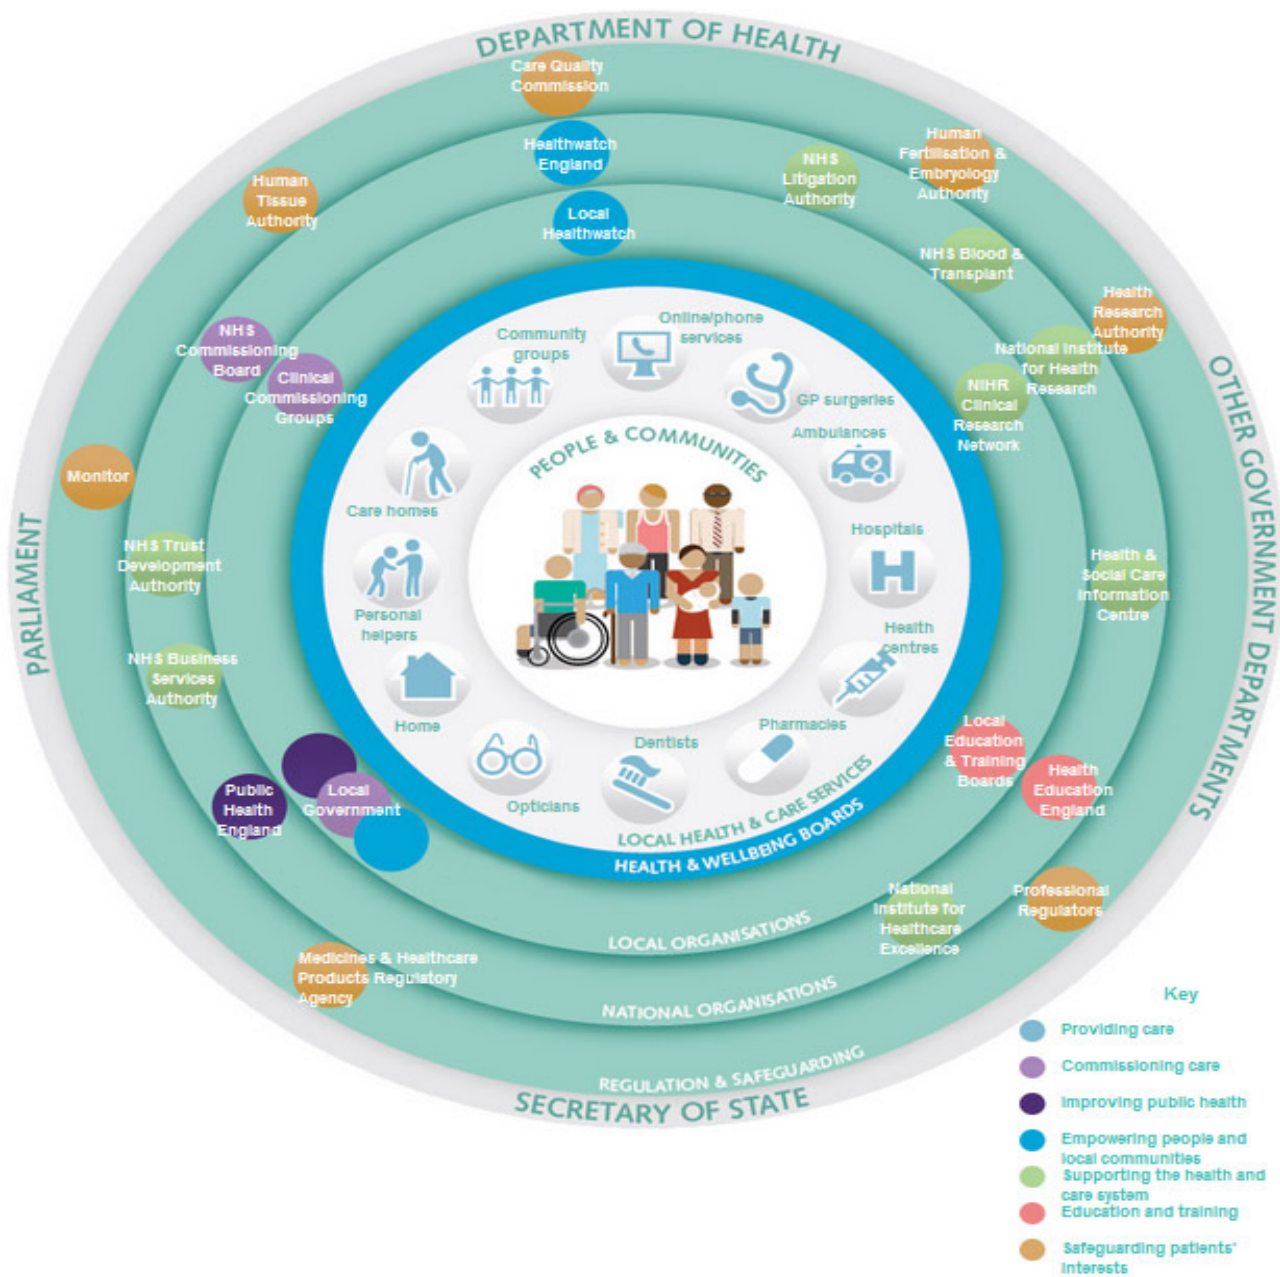 DEPARTMENT OF HEALTH
Care Quality
Commission
Healthwatch
England
Local
Healthwatch
Human
Tissue
Authority
NHS
Litigation
Authority
Human
Fertilisation &
Embryology
Authority
NHS Blood &
Transplant
Health
Research
Authority
National Institute
for Health
Research
NIHR
Clinical
Research
Network
NHS
Commissioning
Board
Clinical
Commissioning
Groups
Monitor
NHS Trust
Development
Authority
NHS Business
Services
Authority
PARLIAMENT
OTHER GOVERNMENT DEPARTMENTS
Community
groups
Online/phone
services
GP surgeries
Ambulances
Hospitals
Health
centres
Pharmacies
Dentists
Opticians
Home
Personal
helpers
Care homes
PEOPLE & COMMUNITIES
Health &
Social Care
Information
Centre
Local
Education
& Training
Boards
Health
Education
England
Public
Health
England
Local
Government
National
Institute for
Healthcare
Excellence
Professional
Regulators
Medicines & Healthcare
Products Regulatory
Agency
LOCAL HEALTH & CARE SERVICES
HEALTH & WELLBEING BOARDS
LOCAL ORGANISATIONS
NATIONAL ORGANISATIONS
REGULATION & SAFEGUARDING
SECRETARY OF STATE
Key
Providing care
Commissioning care
Improving public health
Empowering people and
local communities
Supporting the health and
care system
Education and training
Safeguarding patients'
interests